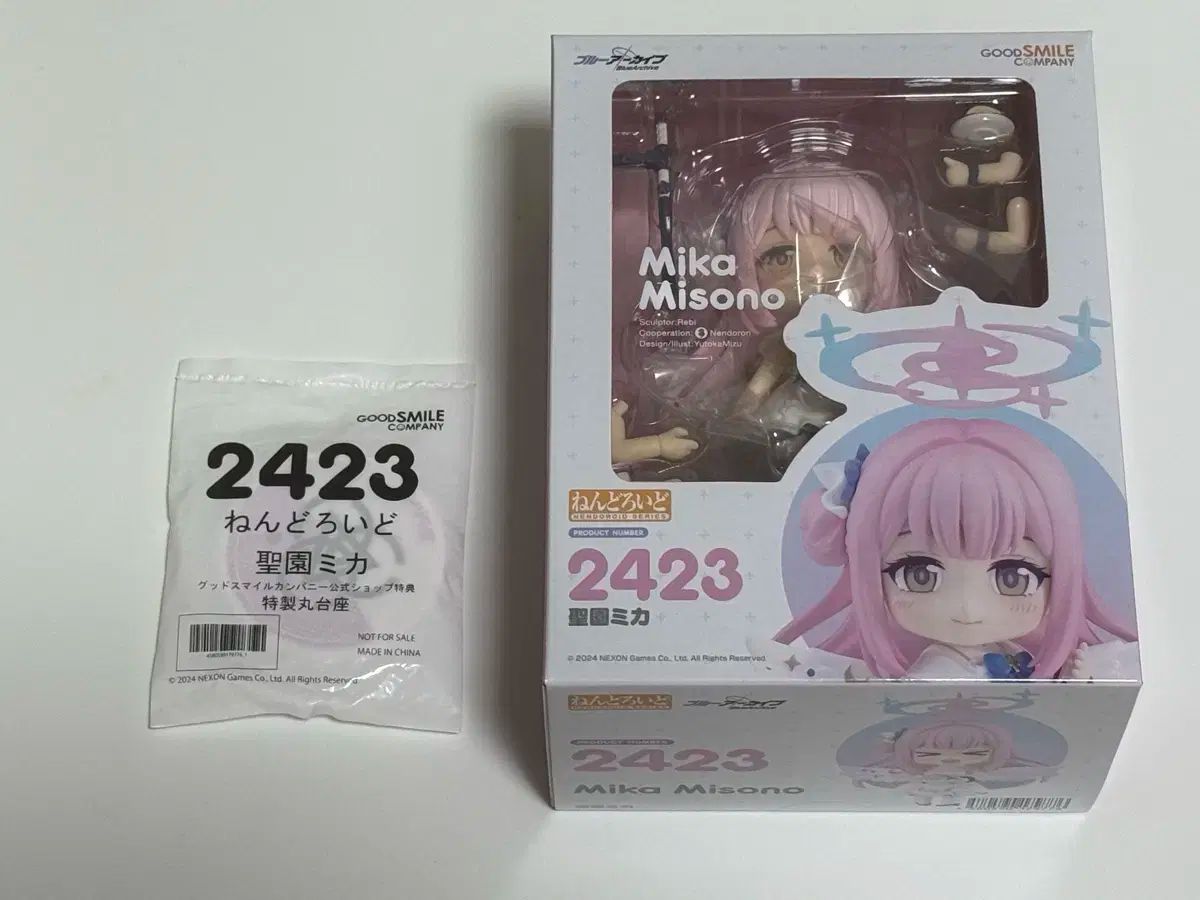 GOOD SMILE
COMPANY
2423
ねんどろいど
聖園ミカ
グッドスマイルカンパニー公式ショップ特典
特製丸台座
NOT FOR SALE
MADE IN CHINA
© 2024 NEXON Games Co., Ltd. All Rights Reserved.
ブルーアーカイブ
BlueArchive
GOOD SMILE
COMPANY
Mika
Misono
Sculptor:Rebi
Cooperation: Nendoron
Design/Illust:YutokaMizu
ねんどろいど
NENDOROID SERIES
PRODUCT NUMBER
2423
聖園ミカ
© 2024 NEXON Games Co., Ltd. All Rights Reserved.
ねんどろいど
NENDOROID SERIES
ブルーアーカイブ
BlueArchive
PRODUCT NUMBER
2423
Mika Misono